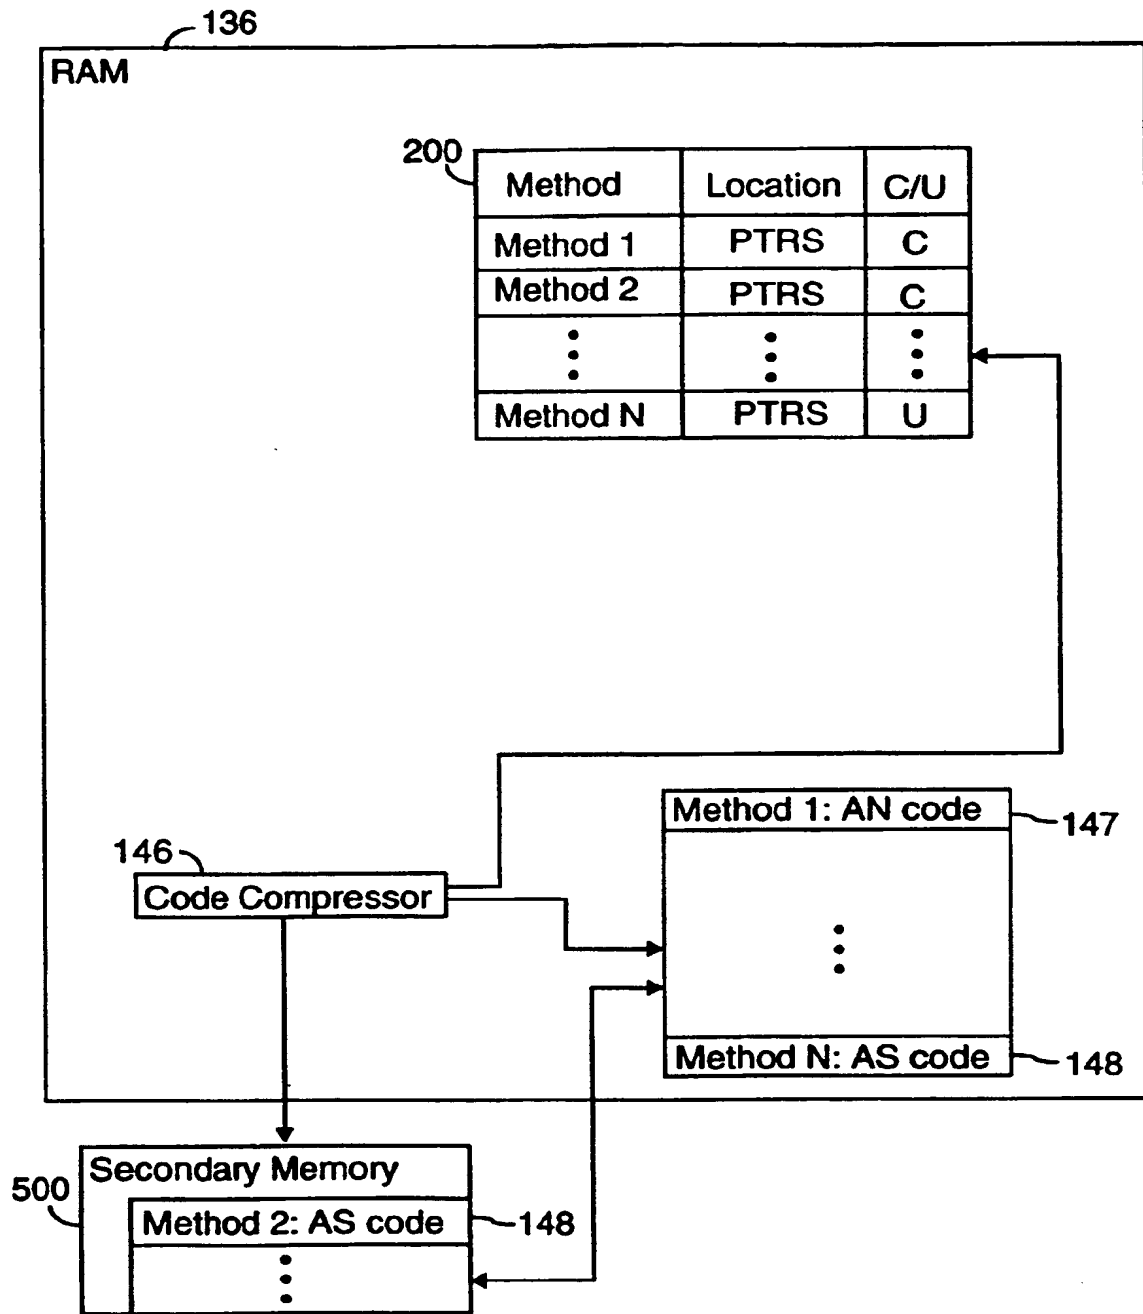 136
RAM
200
Method Location C/U
Method 1 PTRS C
Method 2 PTRS C
Method N PTRS U
Method 1: AN code
147
146
Code Compressor
Method N: AS code
148
Secondary Memory
500
Method 2: AS code
148